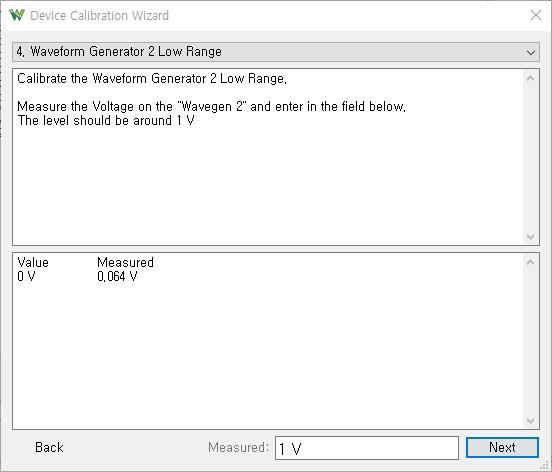 Device Calibration Wizard
4. Waveform Generator 2 Low Range
Calibrate the Waveform Generator 2 Low Range.
Measure the Voltage on the "Wavegen 2" and enter in the field below.
The level should be around 1 V
Value Measured
0 V 0.064 V
Back Measured: 1 V Next